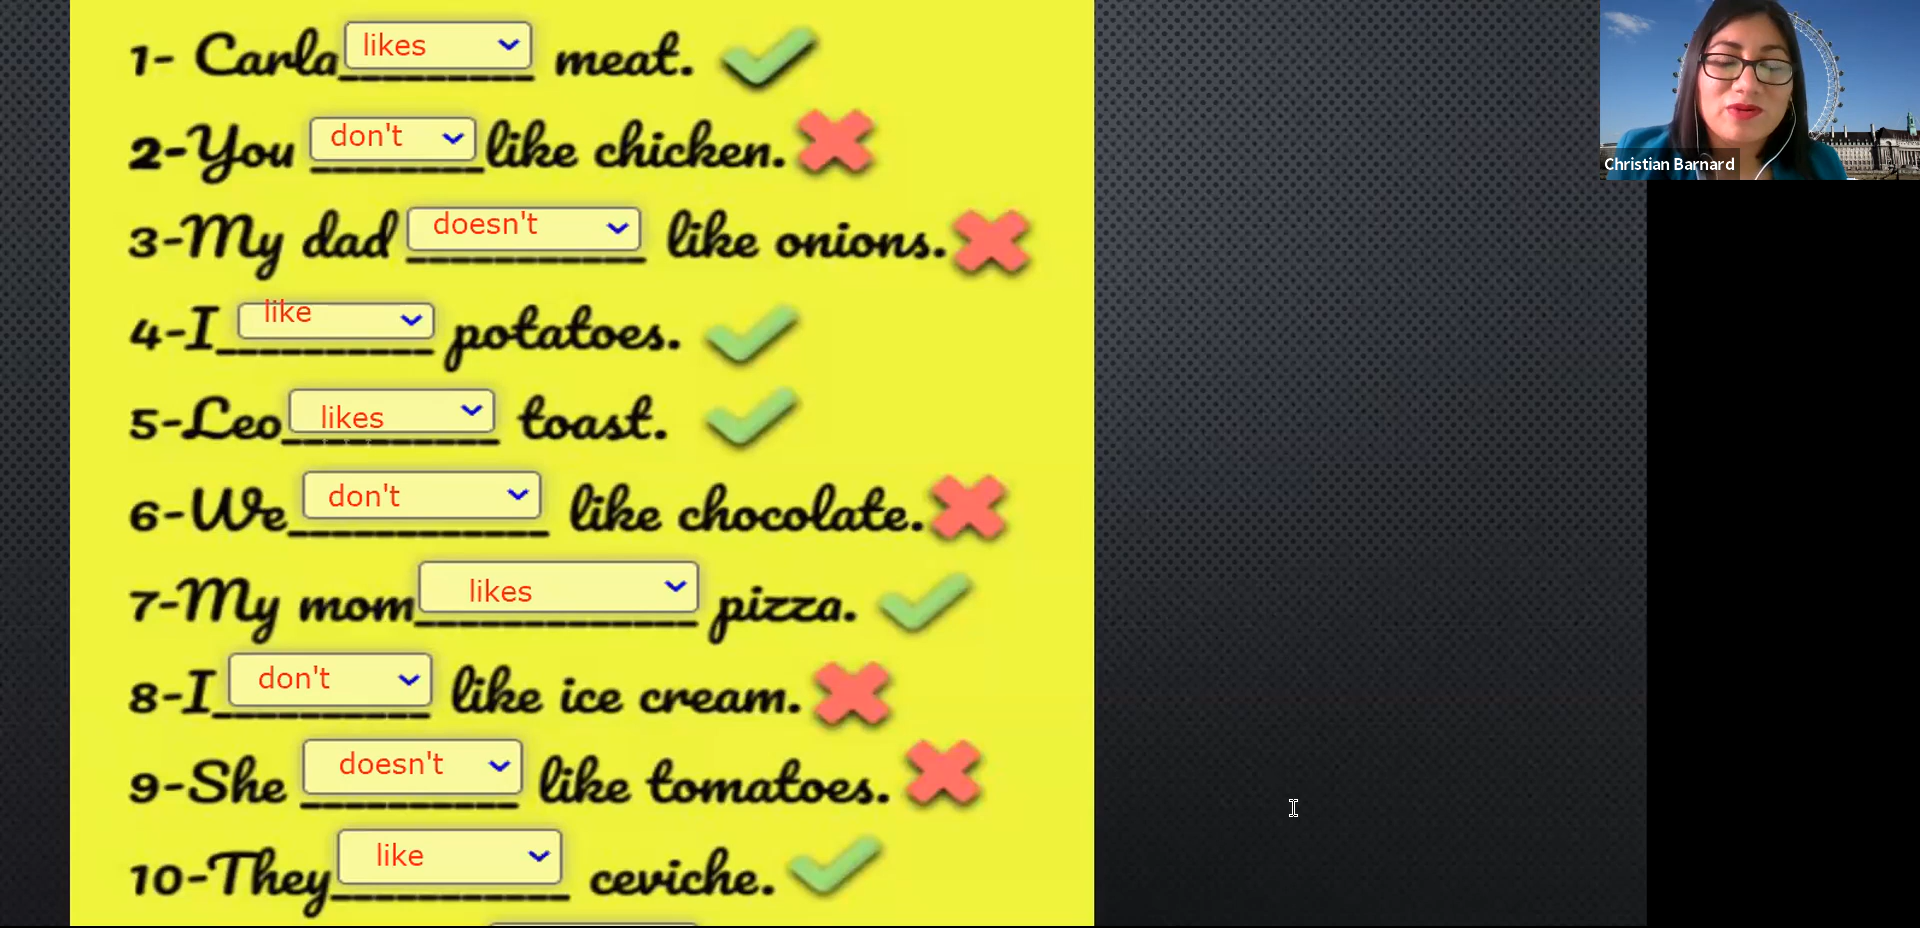 1- Carla likes meat.
2-You don't like chicken.
3-My dad doesn't like onions.
4-I like potatoes.
5-Leo likes toast.
6-We don't like chocolate.
7-My mom likes pizza.
8-I don't like ice cream.
9-She doesn't like tomatoes.
10-They like ceviche.
Christian Barnard